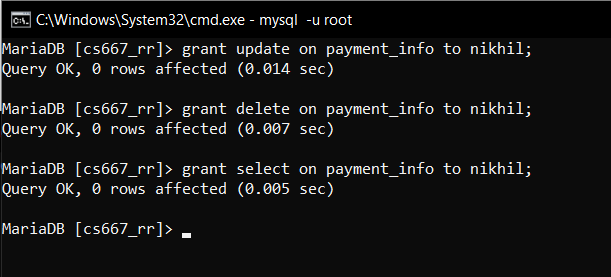 C:\Windows\System32\cmd.exe - mysql  -u root
MariaDB [cs667_rr]> grant update on payment_info to nikhil;
Query OK, 0 rows affected (0.014 sec)
MariaDB [cs667_rr]> grant delete on payment_info to nikhil;
Query OK, 0 rows affected (0.007 sec)
MariaDB [cs667_rr]> grant select on payment_info to nikhil;
Query OK, 0 rows affected (0.005 sec)
MariaDB [cs667_rr]>